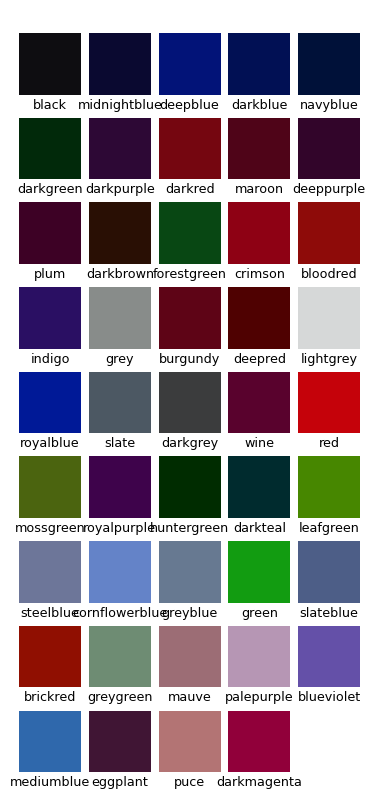 black midnightblue deepblue darkblue navyblue
darkgreen darkpurple darkred maroon deeppurple
plum darkbrown forestgreen crimson bloodred
indigo grey burgundy deepred lightgrey
royalblue slate darkgrey wine red
mossgreen royalpurple huntergreen darkteal leafgreen
steelblue cornflowerblue greyblue green slateblue
brickred greygreen mauve palepurple blueviolet
mediumblue eggplant puce darkmagenta